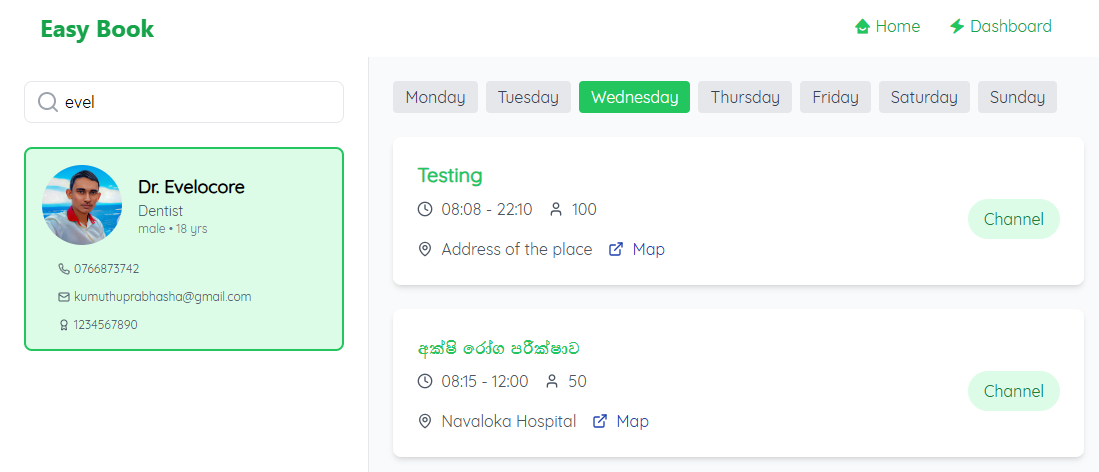 Easy Book
Home
Dashboard
evel
Dr. Evelocore
Dentist
male • 18 yrs
0766873742
kumuthuprabhasha@gmail.com
1234567890
Monday
Tuesday
Wednesday
Thursday
Friday
Saturday
Sunday
Testing
08:08 - 22:10 100
Address of the place Map
Channel
අක්ෂි රෝග පරීක්ෂාව
08:15 - 12:00 50
Navaloka Hospital Map
Channel